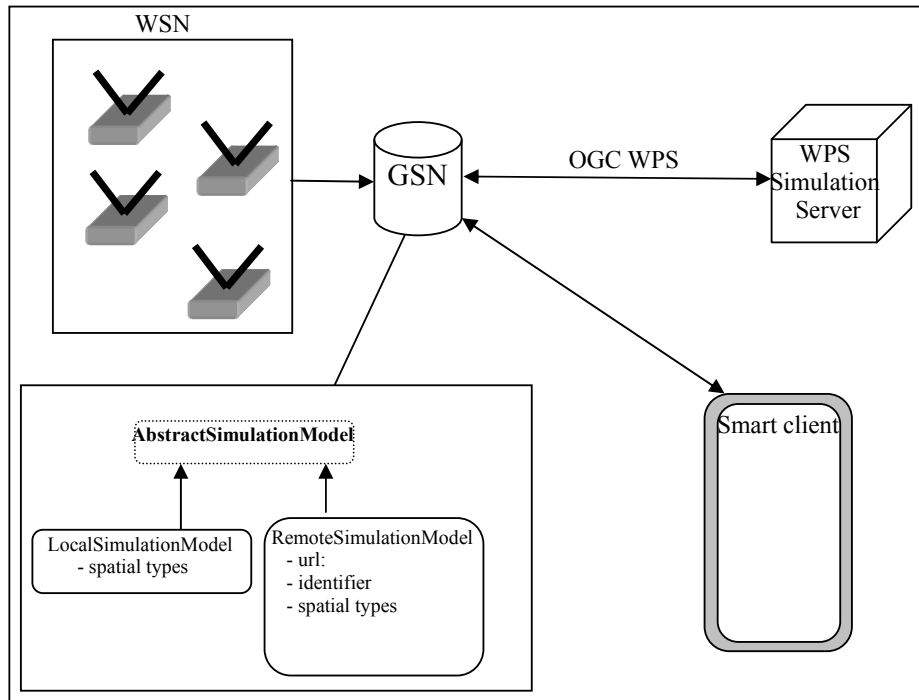 WSN
GSN
OGC WPS
WPS
Simulation
Server
AbstractSimulationModel
LocalSimulationModel
- spatial types
RemoteSimulationModel
- url:
- identifier
- spatial types
Smart client